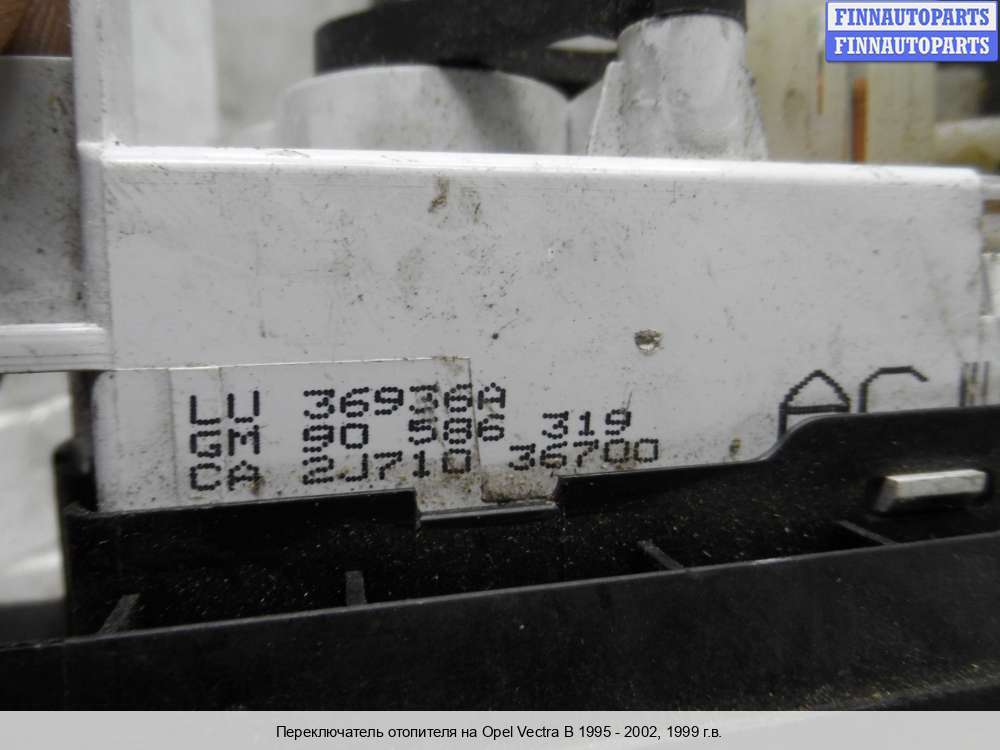 FINNAUTOPARTS
FINNAUTOPARTS
LU 36936A
GM 90 586 319
CA 2J710 36700
AC
Переключатель отопителя на Opel Vectra B 1995 - 2002, 1999 г.в.